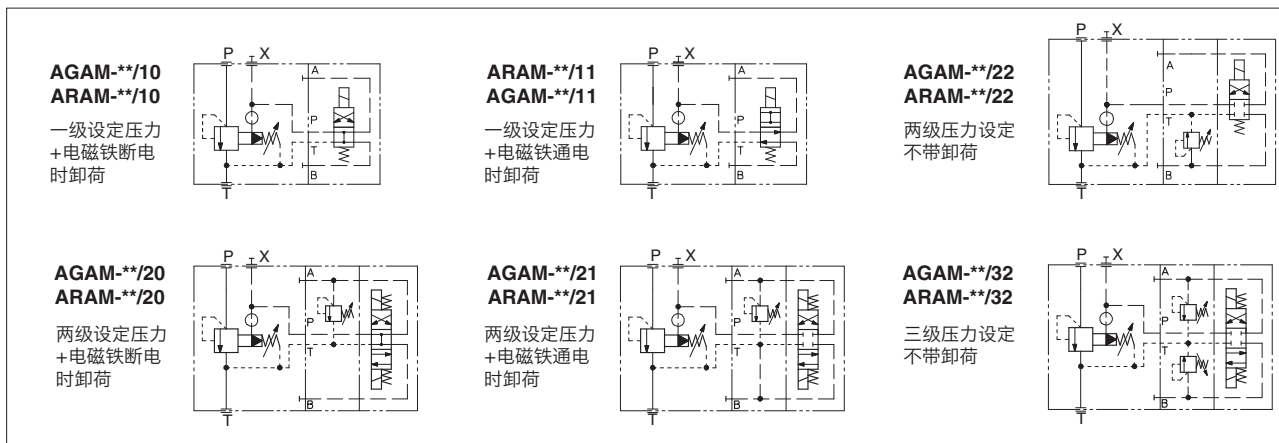 AGAM-**/10
ARAM-**/10
一级设定压力
+电磁铁断电
时卸荷
P X
A
P
T
B
T
ARAM-**/11
AGAM-**/11
一级设定压力
+电磁铁通电
时卸荷
P X
A
P
T
B
T
AGAM-**/22
ARAM-**/22
两级压力设定
不带卸荷
P X
A
P
T
B
T
AGAM-**/20
ARAM-**/20
两级设定压力
+电磁铁断电
时卸荷
P X
A
P
T
B
T
AGAM-**/21
ARAM-**/21
两级设定压力
+电磁铁通电
时卸荷
P X
A
P
T
B
T
AGAM-**/32
ARAM-**/32
三级压力设定
不带卸荷
P X
A
P
T
B
T